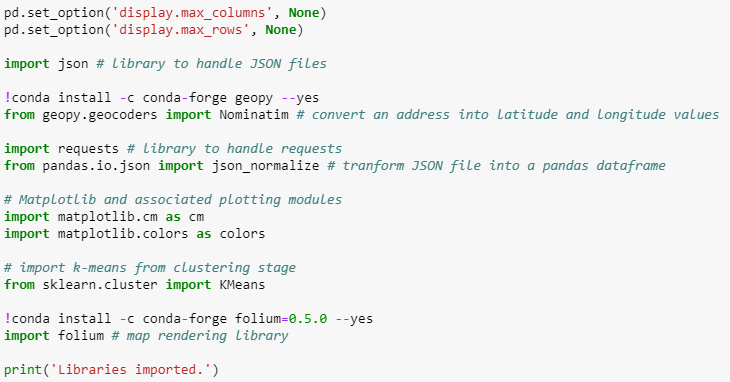 pd.set_option('display.max_columns', None)
pd.set_option('display.max_rows', None)
import json # library to handle JSON files
!conda install -c conda-forge geopy --yes
from geopy.geocoders import Nominatim # convert an address into latitude and longitude values
import requests # library to handle requests
from pandas.io.json import json_normalize # tranform JSON file into a pandas dataframe
# Matplotlib and associated plotting modules
import matplotlib.cm as cm
import matplotlib.colors as colors
# import k-means from clustering stage
from sklearn.cluster import KMeans
!conda install -c conda-forge folium=0.5.0 --yes
import folium # map rendering library
print('Libraries imported.')